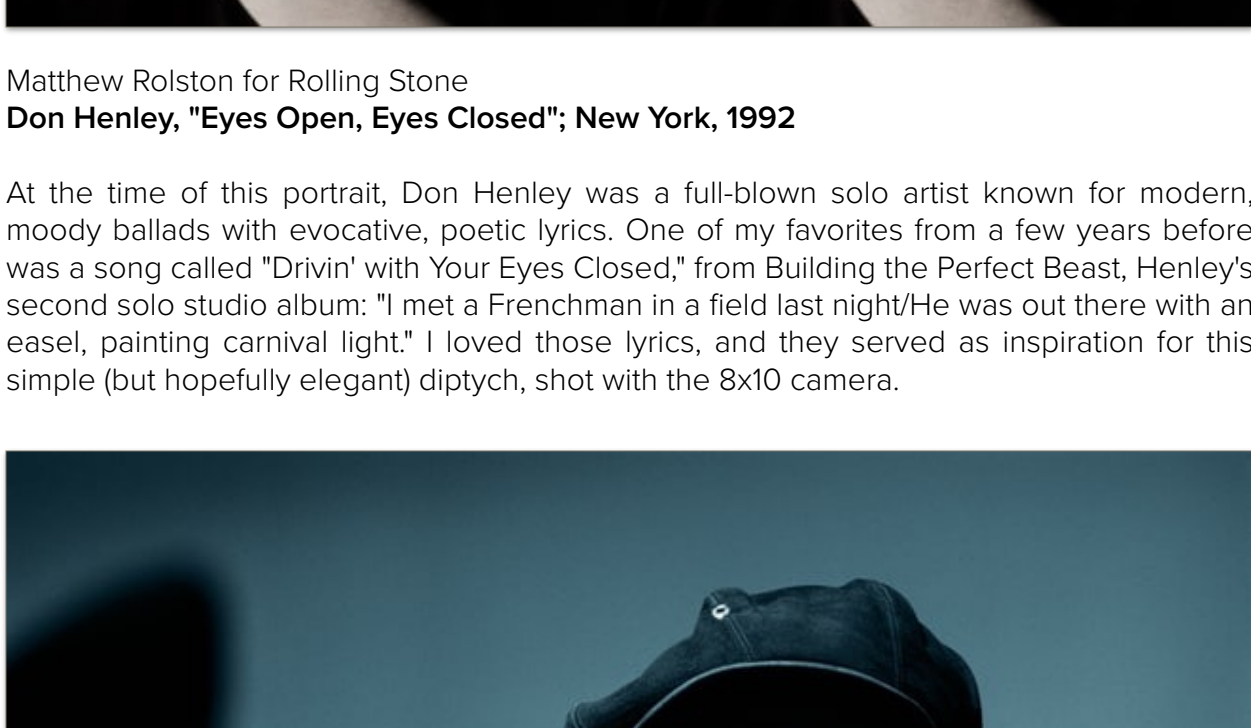 Matthew Rolston for Rolling Stone
Don Henley, "Eyes Open, Eyes Closed"; New York, 1992
At the time of this portrait, Don Henley was a full-blown solo artist known for modern,
moody ballads with evocative, poetic lyrics. One of my favorites from a few years before
was a song called "Drivin' with Your Eyes Closed," from Building the Perfect Beast, Henley's
second solo studio album: "I met a Frenchman in a field last night/He was out there with an
easel, painting carnival light." I loved those lyrics, and they served as inspiration for this
simple (but hopefully elegant) diptych, shot with the 8x10 camera.